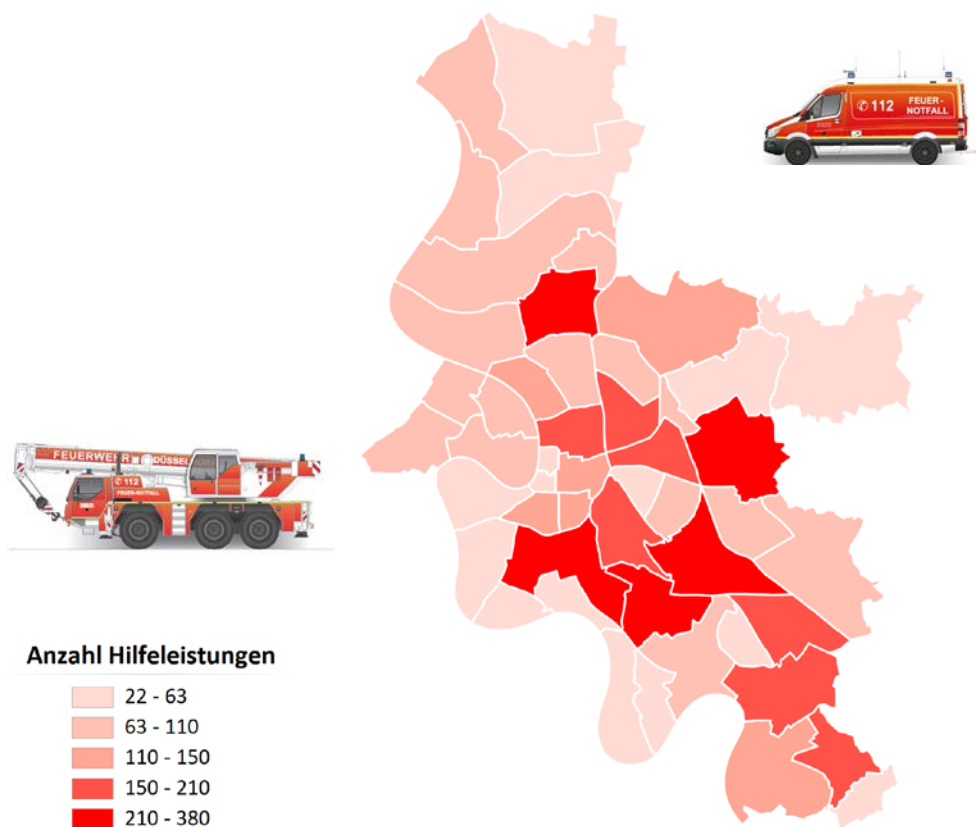 112 FEUER-
NOTFALL
FEUERWEHR DÜSSEL
112
FEUER-NOTFALL
Anzahl Hilfeleistungen
22 - 63
63 - 110
110 - 150
150 - 210
210 - 380